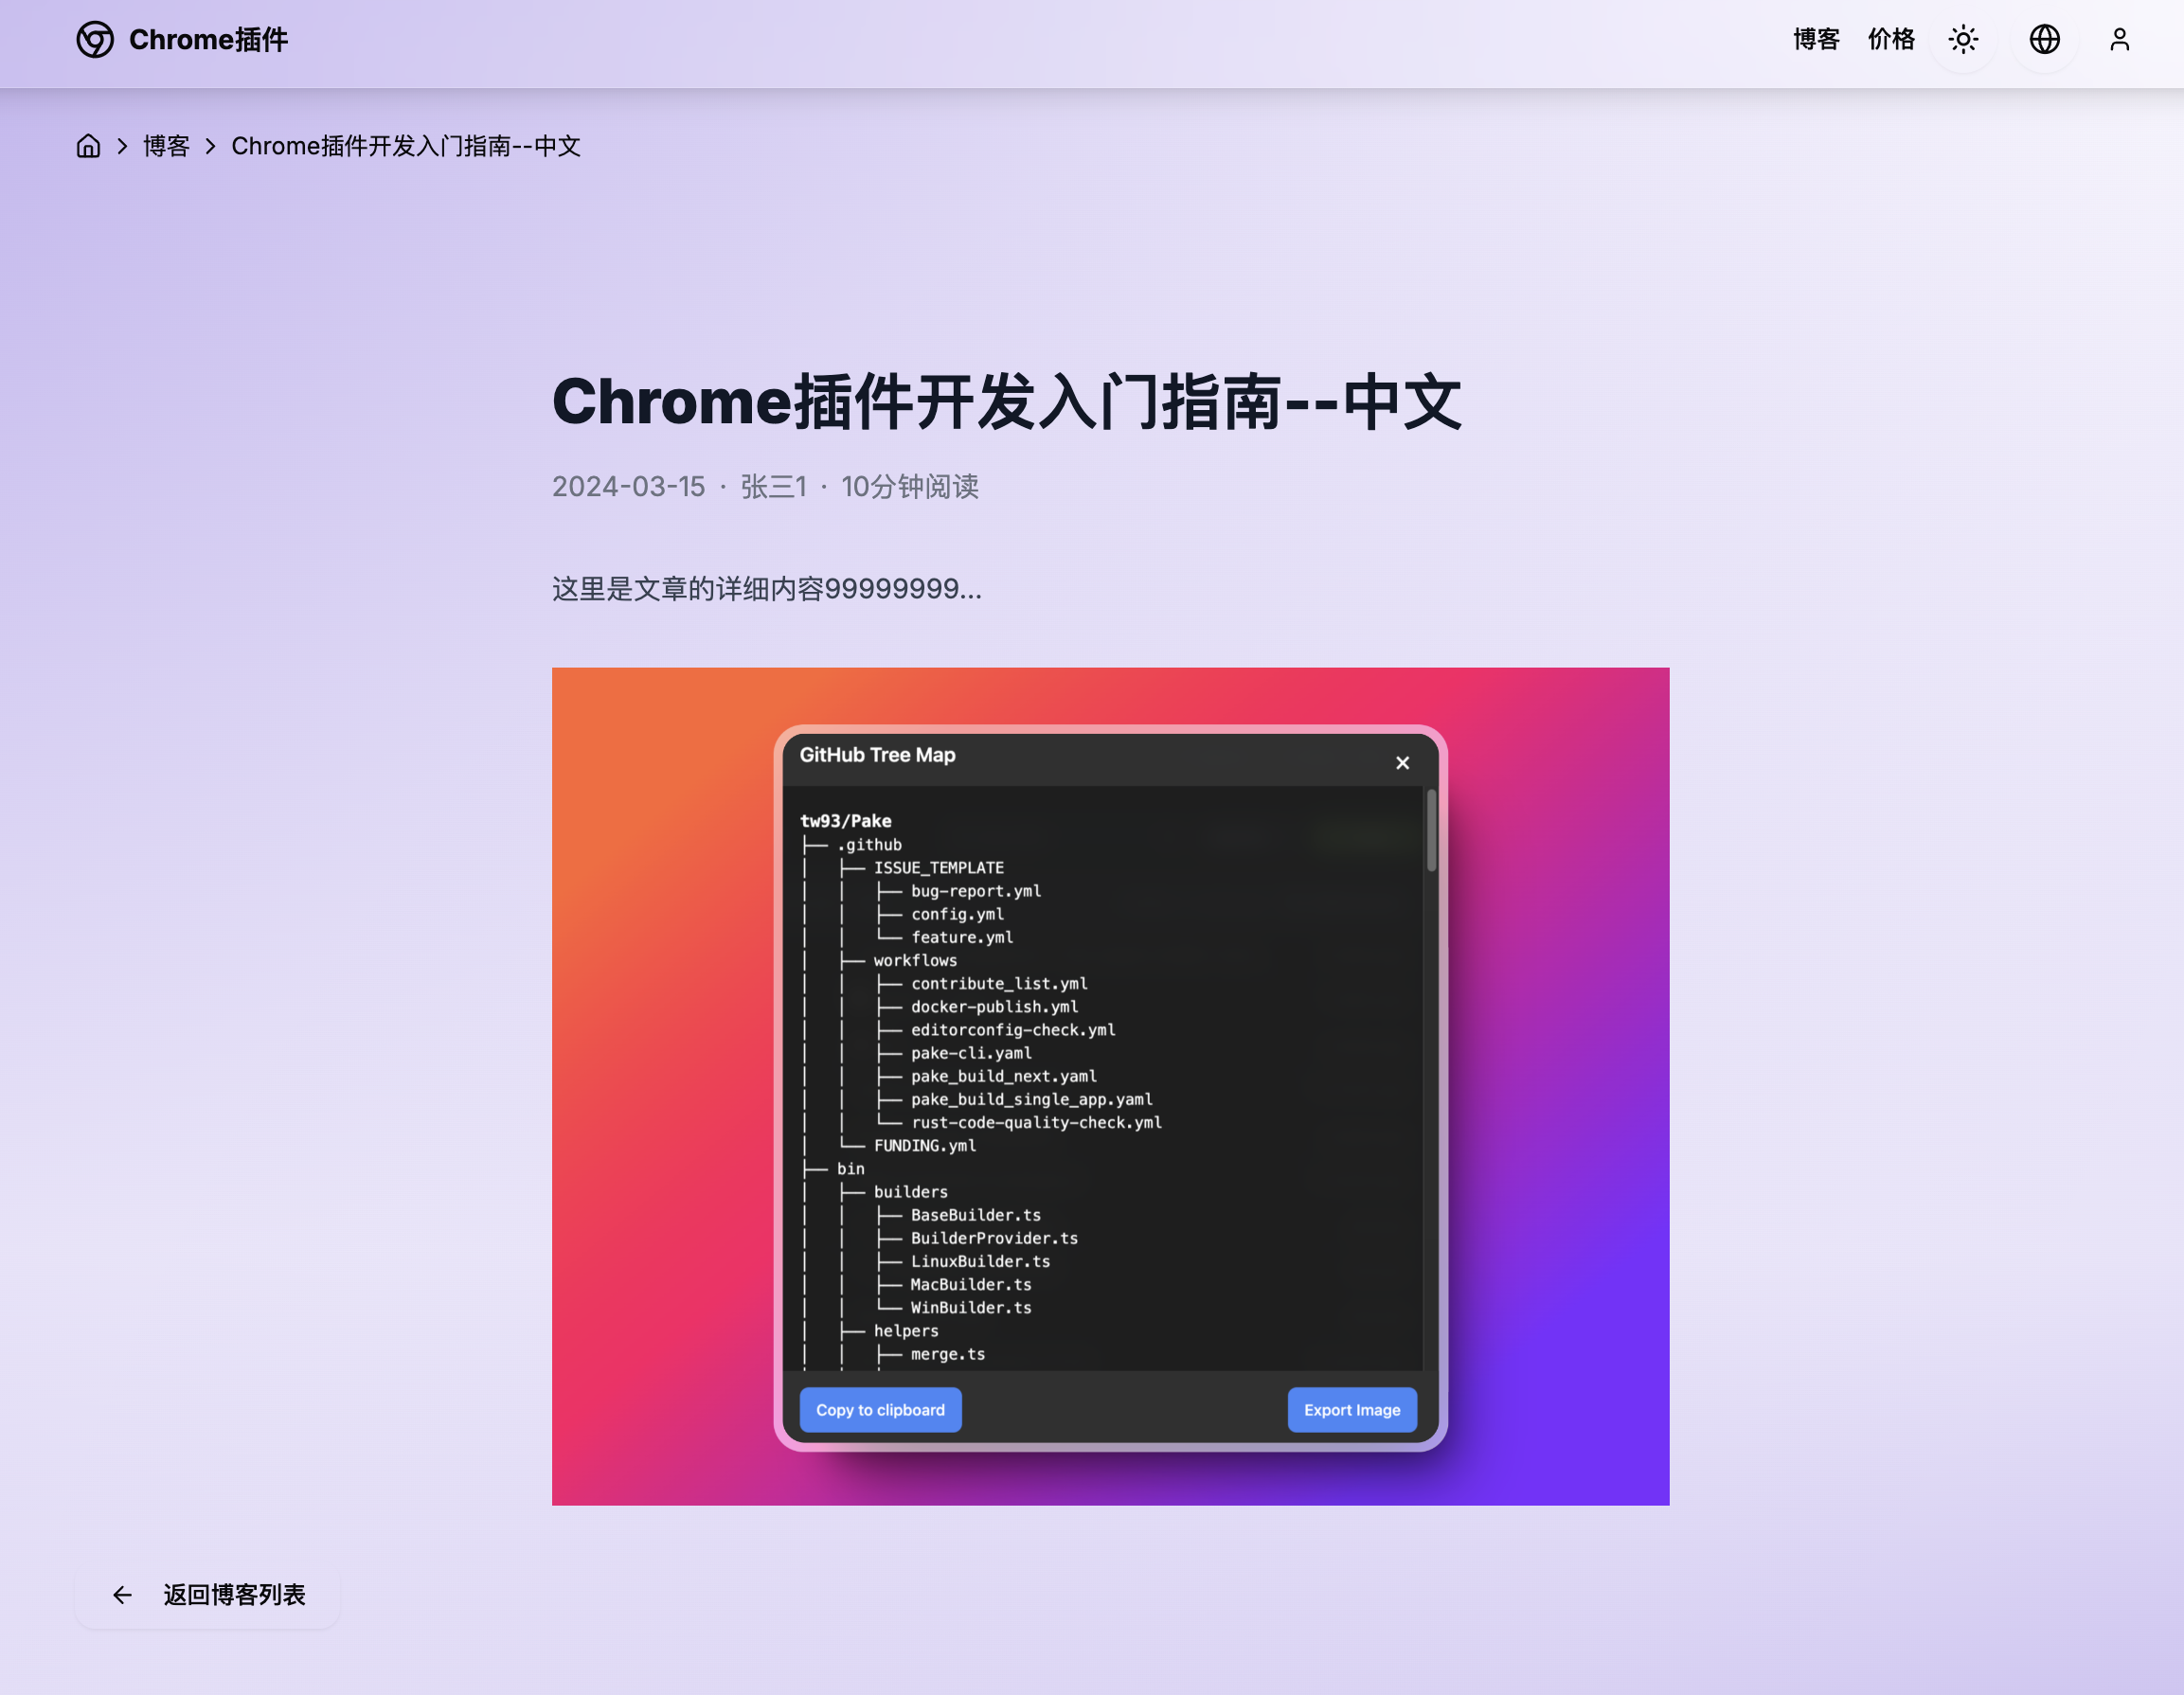 Chrome插件
博客 价格
博客 > Chrome插件开发入门指南--中文
Chrome插件开发入门指南--中文
2024-03-15 · 张三1 · 10分钟阅读
这里是文章的详细内容99999999...
GitHub Tree Map
tw93/Pake
├── .github
│   ├── ISSUE_TEMPLATE
│   │   ├── bug-report.yml
│   │   ├── config.yml
│   │   └── feature.yml
│   ├── workflows
│   │   ├── contribute_list.yml
│   │   ├── docker-publish.yml
│   │   ├── editorconfig-check.yml
│   │   ├── pake-cli.yaml
│   │   ├── pake_build_next.yaml
│   │   ├── pake_build_single_app.yaml
│   │   └── rust-code-quality-check.yml
│   └── FUNDING.yml
├── bin
│   ├── builders
│   │   ├── BaseBuilder.ts
│   │   ├── BuilderProvider.ts
│   │   ├── LinuxBuilder.ts
│   │   ├── MacBuilder.ts
│   │   └── WinBuilder.ts
│   ├── helpers
│   │   ├── merge.ts
Copy to clipboard Export Image
← 返回博客列表